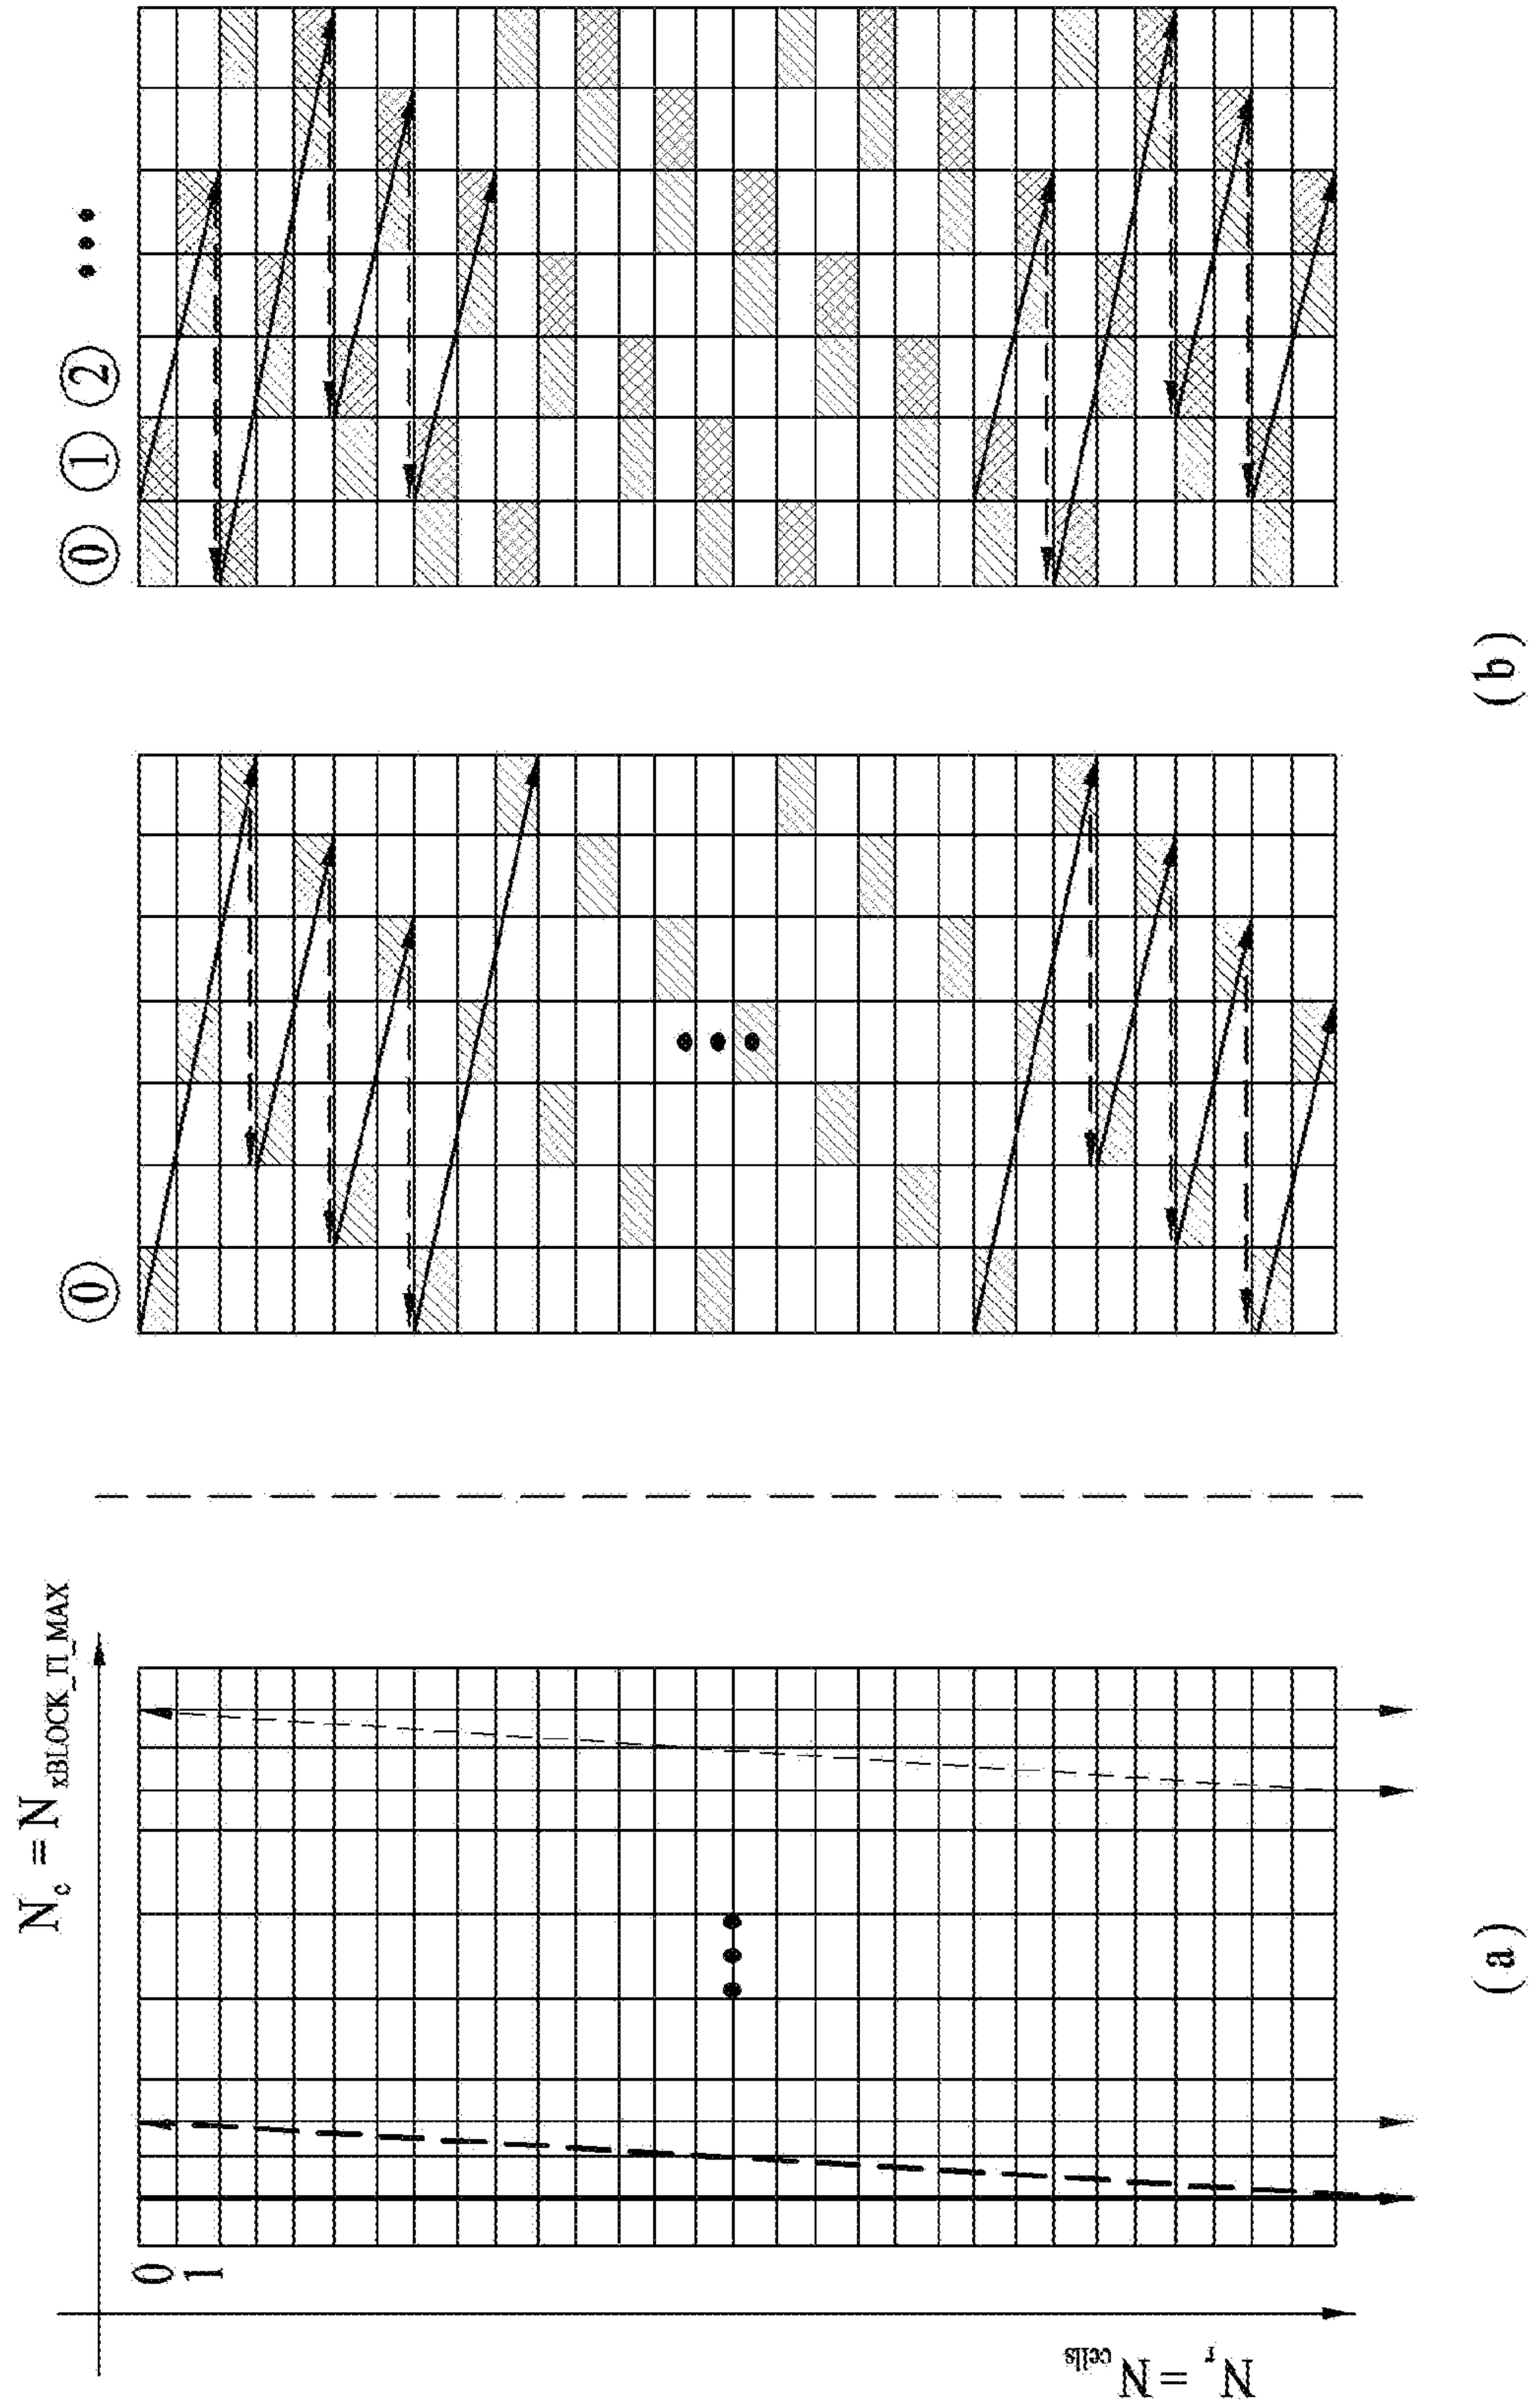 N_c = N_xBLOCK_TI_MAX
0
1
N_r = N_cells
(a)
0
0 1 2 •••
(b)